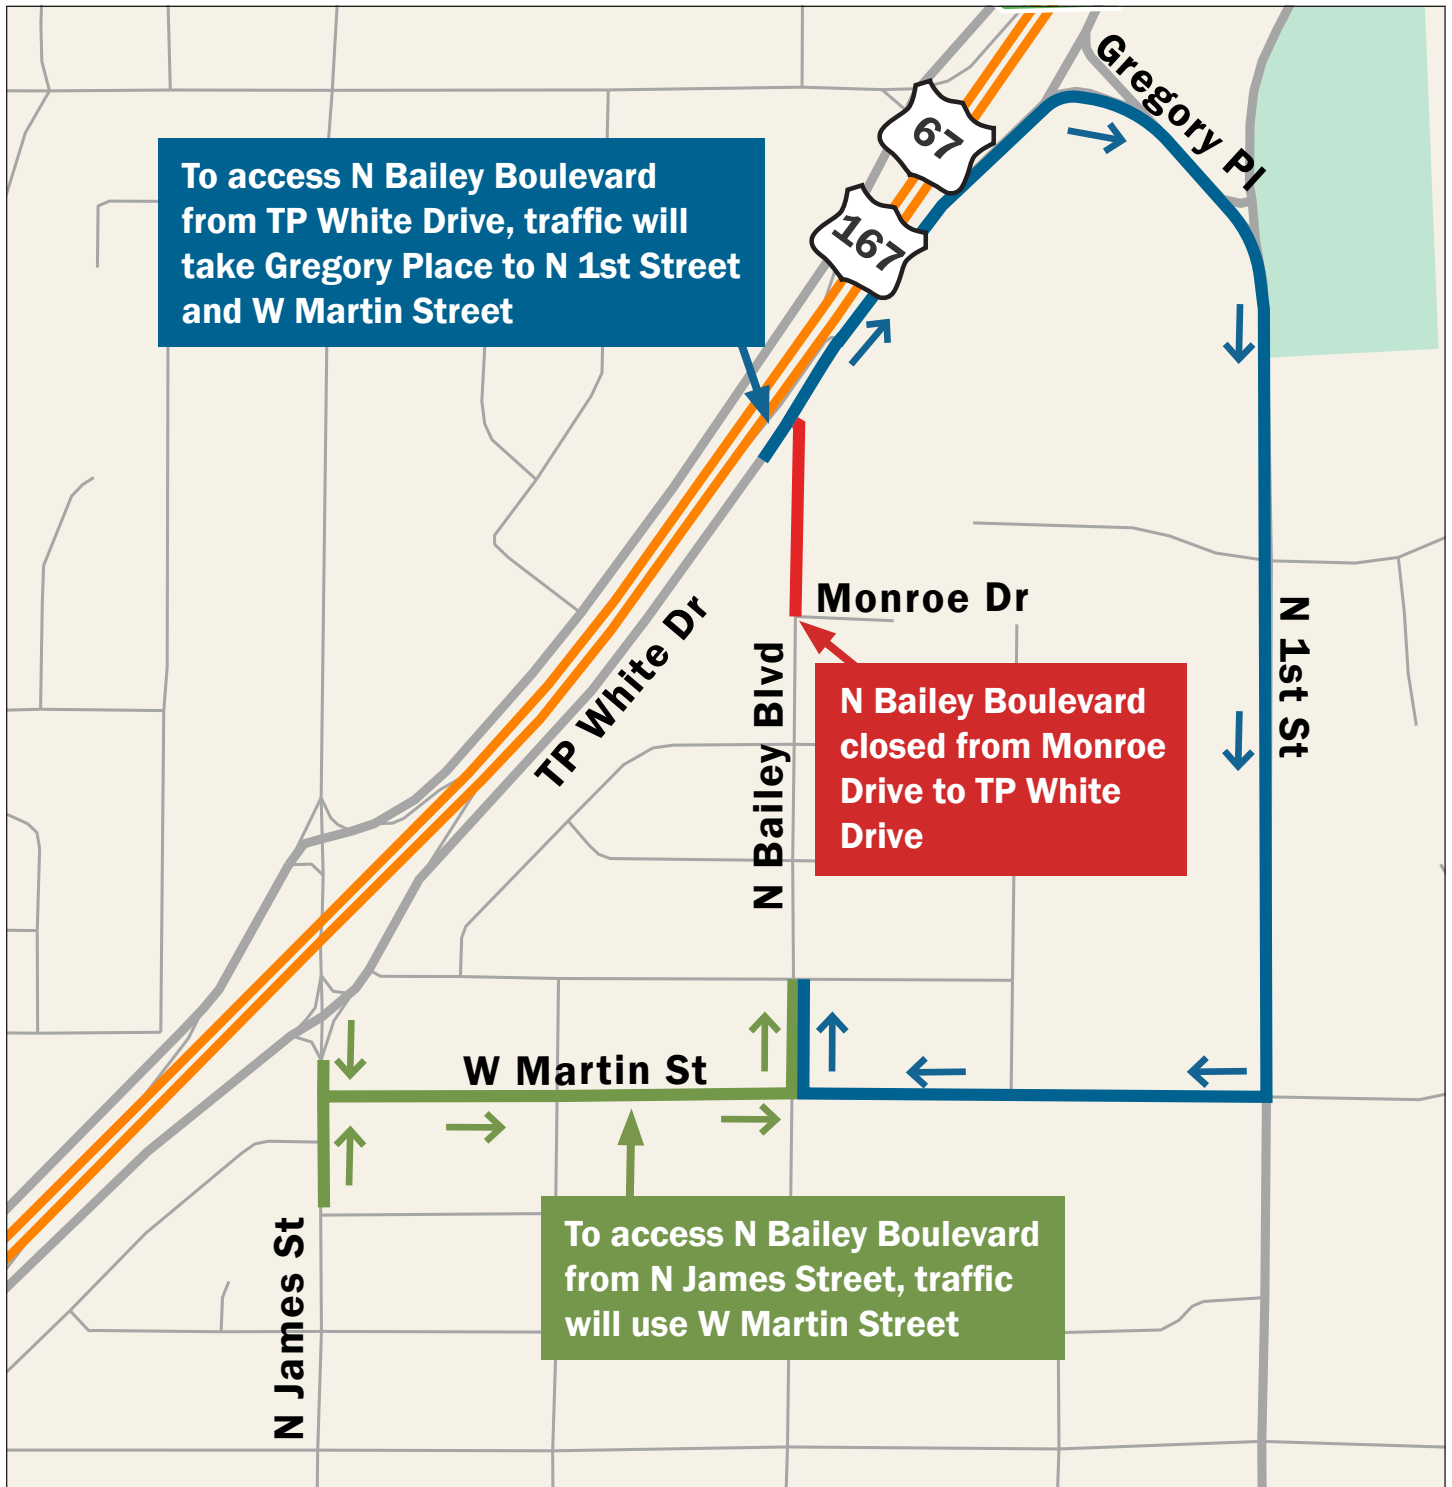 Gregory Pl
67
To access N Bailey Boulevard
from TP White Drive, traffic will
take Gregory Place to N 1st Street
and W Martin Street
167
Monroe Dr
TP White Dr
N 1st St
N Bailey Blvd
N Bailey Boulevard
closed from Monroe
Drive to TP White
Drive
W Martin St
To access N Bailey Boulevard
from N James Street, traffic
will use W Martin Street
N James St